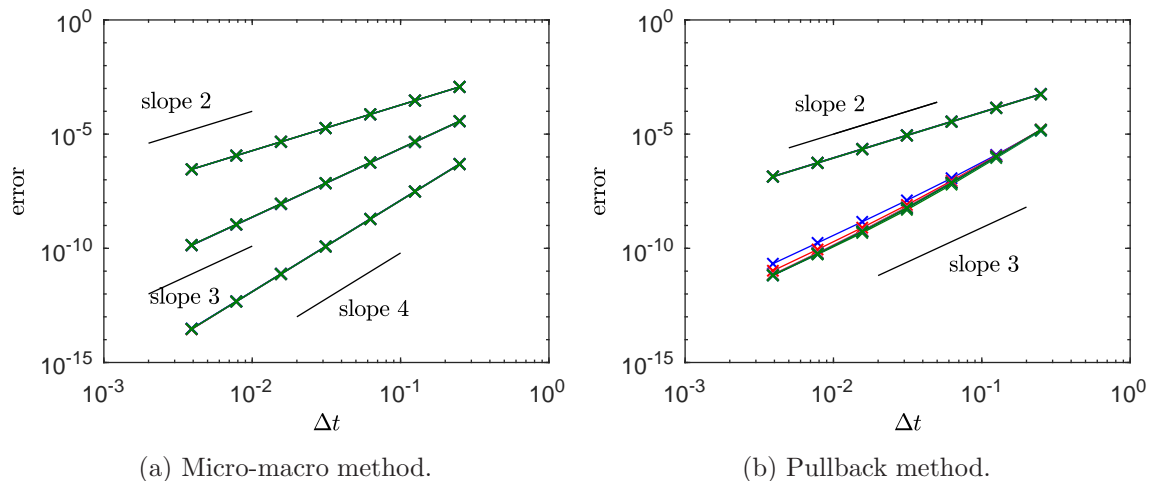 10^0
10^-5
10^-10
10^-15
error
slope 2
slope 3
slope 4
10^-3
10^-2
10^-1
10^0
Δt
(a) Micro-macro method.
10^0
10^-5
10^-10
10^-15
error
slope 2
slope 3
10^-3
10^-2
10^-1
10^0
Δt
(b) Pullback method.